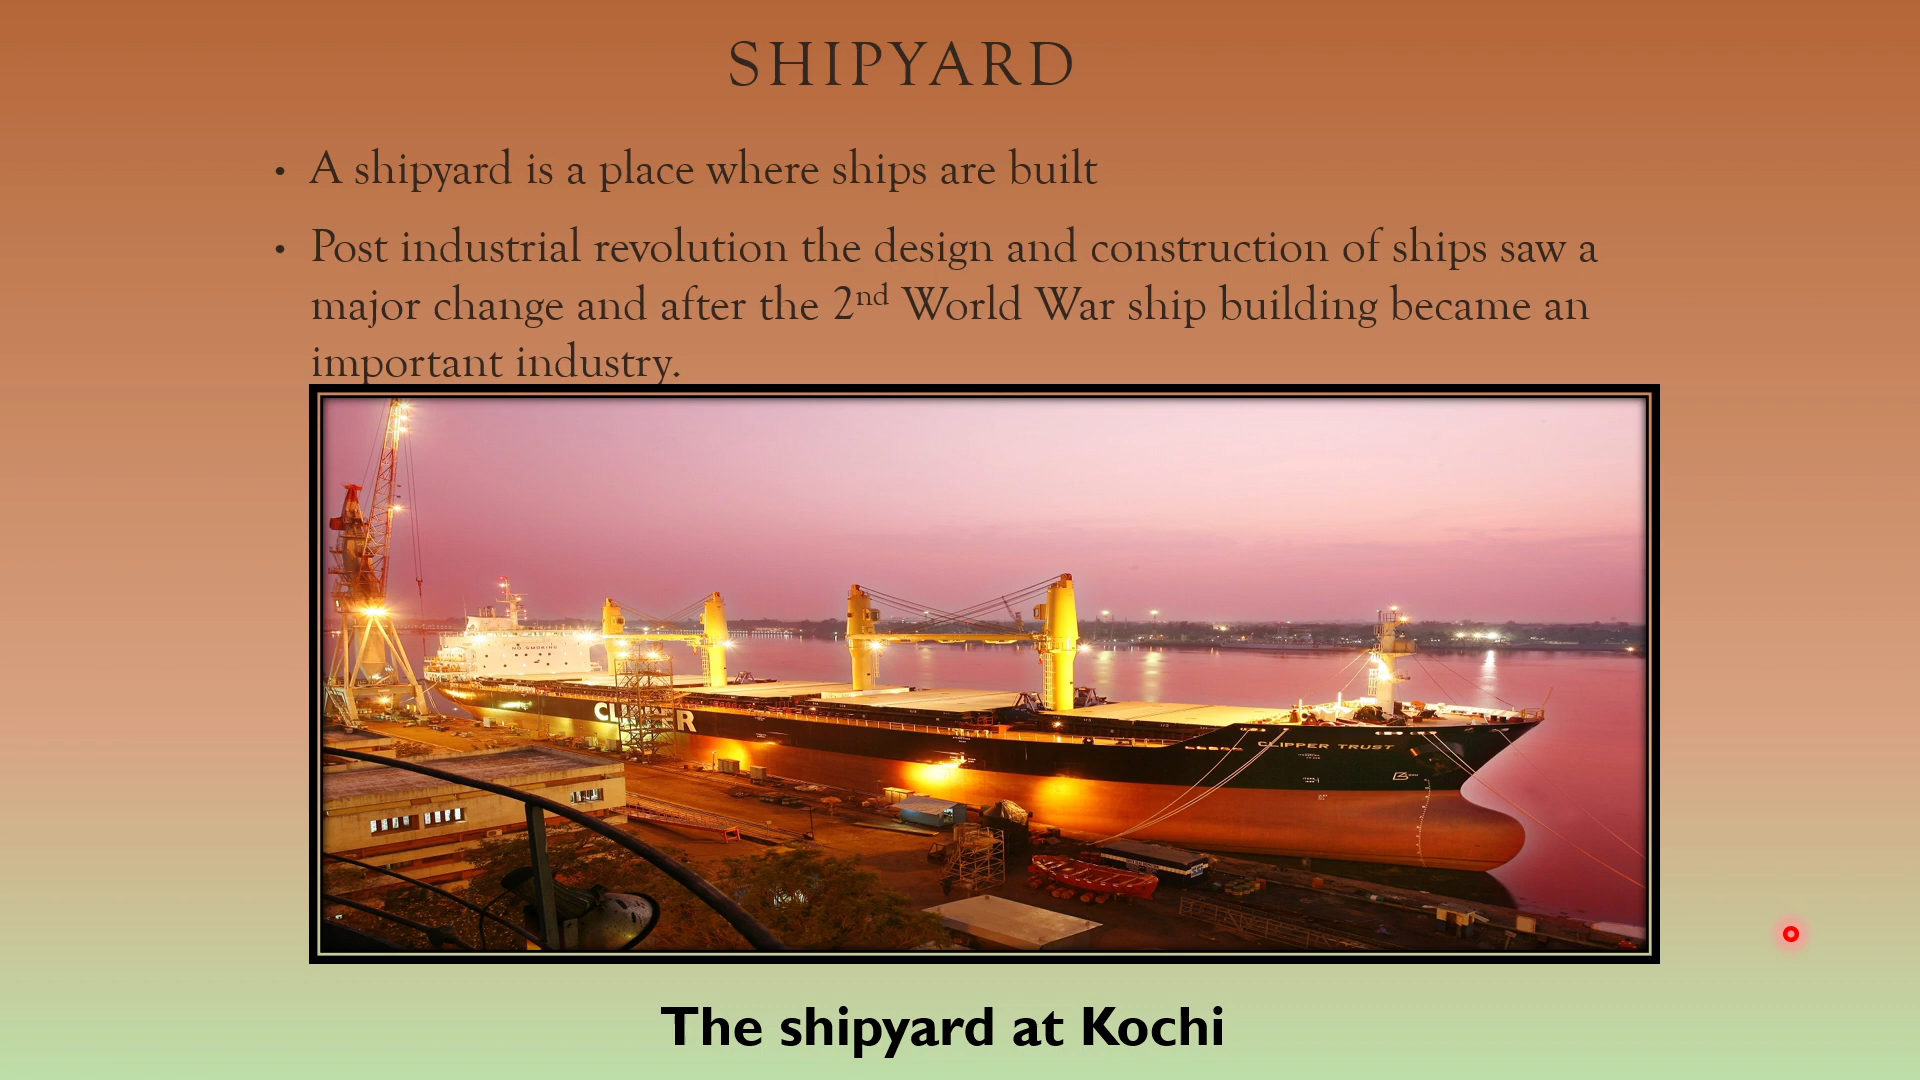 SHIPYARD
• A shipyard is a place where ships are built
• Post industrial revolution the design and construction of ships saw a
major change and after the 2nd World War ship building became an
important industry.
NO SMOKING
CLIPPER TRUST
The shipyard at Kochi